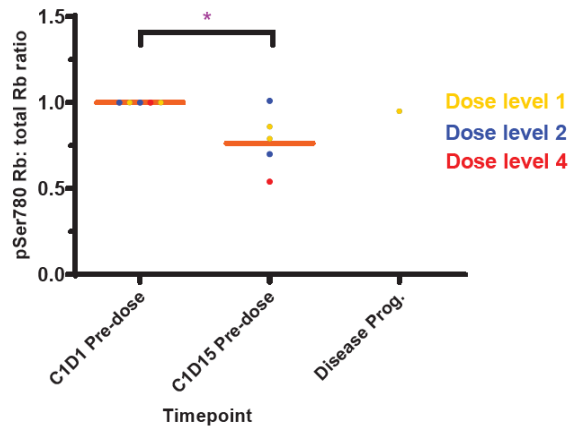 *
1.5
1.0
0.5
0.0
pSer780 Rb: total Rb ratio
Dose level 1
Dose level 2
Dose level 4
C1D1 Pre-dose
C1D15 Pre-dose
Disease Prog.
Timepoint